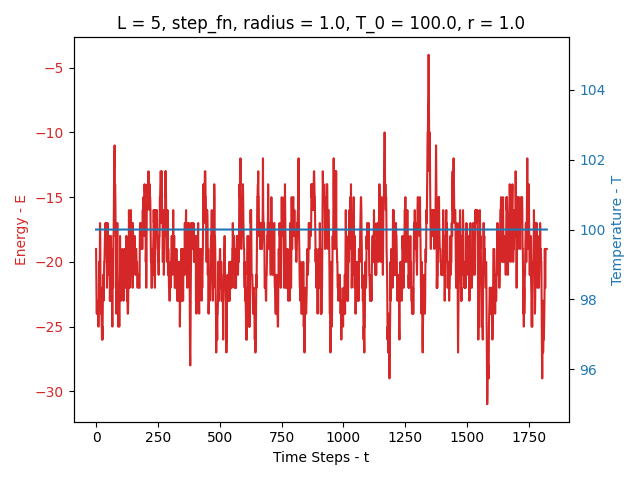 L = 5, step_fn, radius = 1.0, T_0 = 100.0, r = 1.0
−5
−10
−15
−20
−25
−30
Energy - E
104
102
100
98
96
Temperature - T
0 250 500 750 1000 1250 1500 1750
Time Steps - t